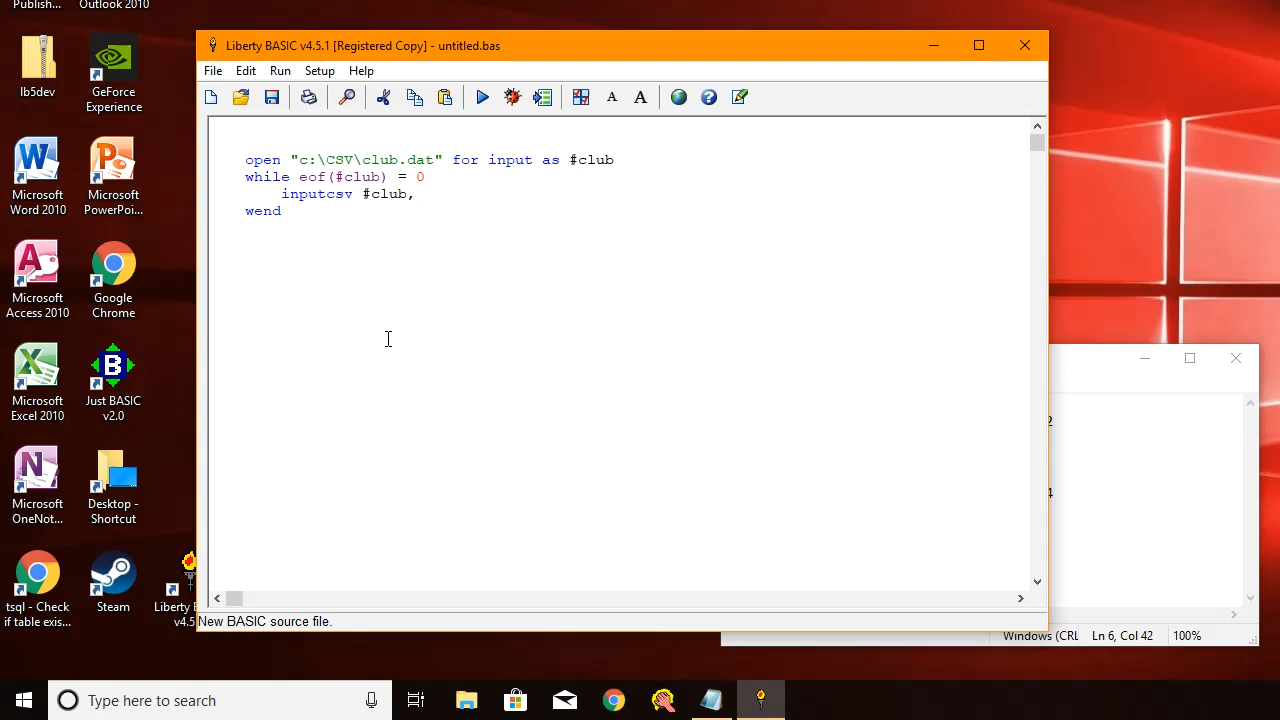 Publish...
Outlook 2010
lb5dev
GeForce
Experience
Microsoft
Word 2010
Microsoft
PowerPoi...
Microsoft
Access 2010
Google
Chrome
Microsoft
Excel 2010
Just BASIC
v2.0
Microsoft
OneNot...
Desktop -
Shortcut
tsql - Check
if table exis...
Steam
Liberty B
v4.5
Liberty BASIC v4.5.1 [Registered Copy] - untitled.bas
File Edit Run Setup Help
open "c:\CSV\club.dat" for input as #club
while eof(#club) = 0
inputcsv #club,
wend
New BASIC source file.
2
4
Windows (CRL Ln 6, Col 42 100%
Type here to search